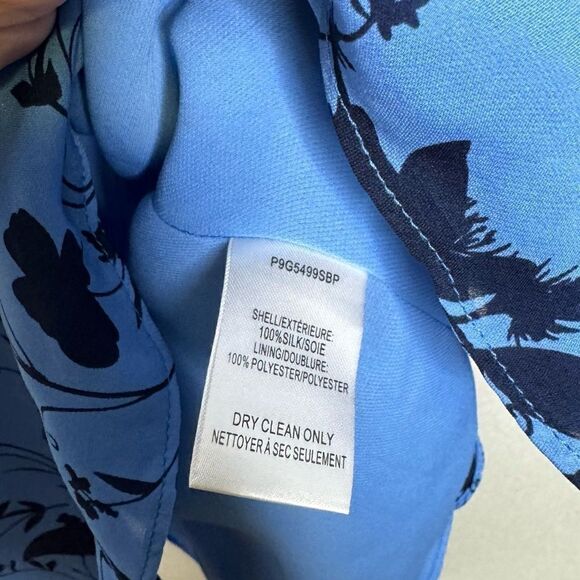 P9G5499SBP
SHELL/EXTÉRIEURE:
100%SILK/SOIE
LINING/DOUBLURE:
100%POLYESTER/POLYESTER
DRY CLEAN ONLY
NETTOYER À SEC SEULEMENT